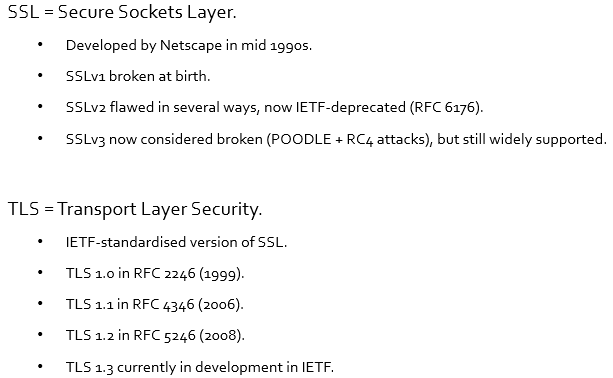 SSL = Secure Sockets Layer.
• Developed by Netscape in mid 1990s.
• SSLv1 broken at birth.
• SSLv2 flawed in several ways, now IETF-deprecated (RFC 6176).
• SSLv3 now considered broken (POODLE + RC4 attacks), but still widely supported.
TLS = Transport Layer Security.
• IETF-standardised version of SSL.
• TLS 1.0 in RFC 2246 (1999).
• TLS 1.1 in RFC 4346 (2006).
• TLS 1.2 in RFC 5246 (2008).
• TLS 1.3 currently in development in IETF.